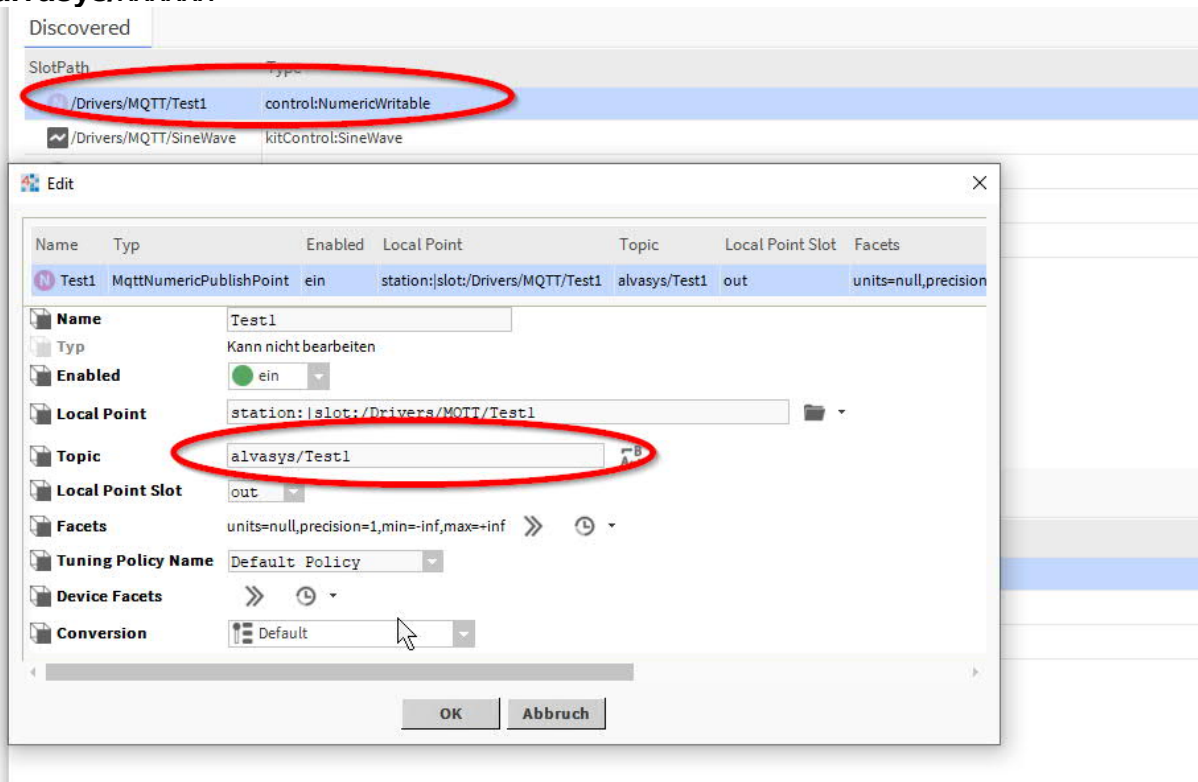 Discovered
SlotPath Type
/Drivers/MQTT/Test1 control:NumericWritable
/Drivers/MQTT/SineWave kitControl:SineWave
Edit
Name Typ Enabled Local Point Topic Local Point Slot Facets
Test1 MqttNumericPublishPoint ein station:|slot:/Drivers/MQTT/Test1 alvasys/Test1 out units=null,precision
Name Test1
Typ Kann nicht bearbeiten
Enabled ein
Local Point station:|slot:/Drivers/MQTT/Test1
Topic alvasys/Test1
Local Point Slot out
Facets units=null,precision=1,min=-inf,max=+inf
Tuning Policy Name Default Policy
Device Facets
Conversion Default
OK Abbruch